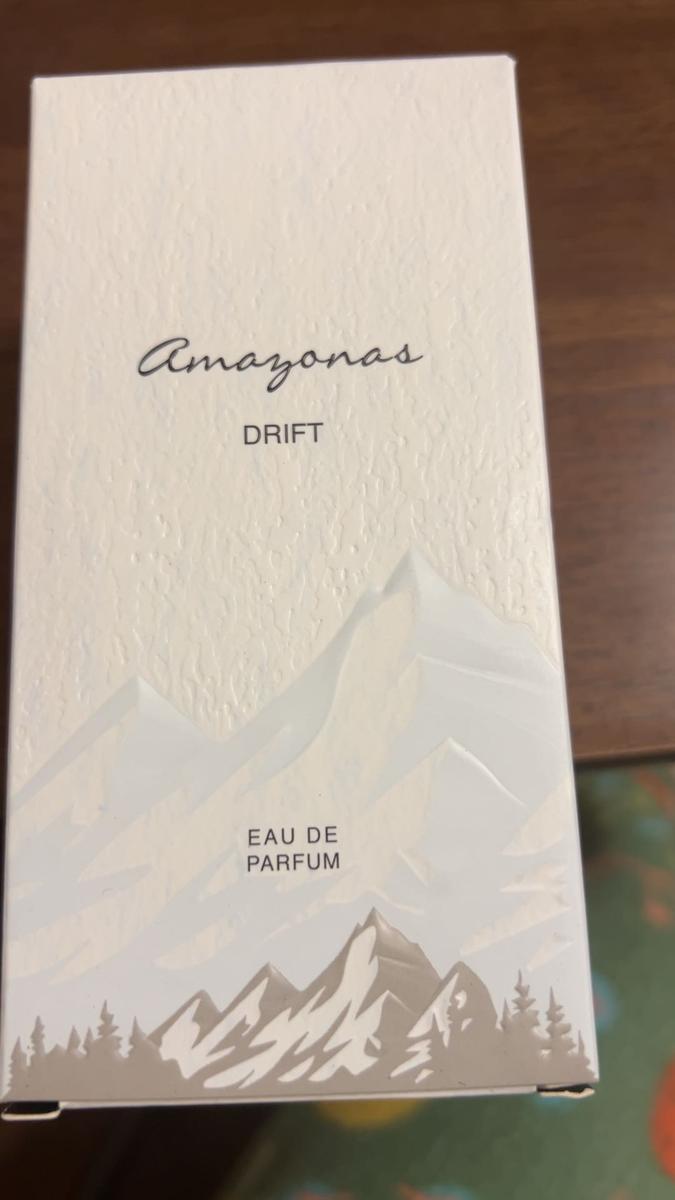 Amazonas
DRIFT
EAU DE
PARFUM